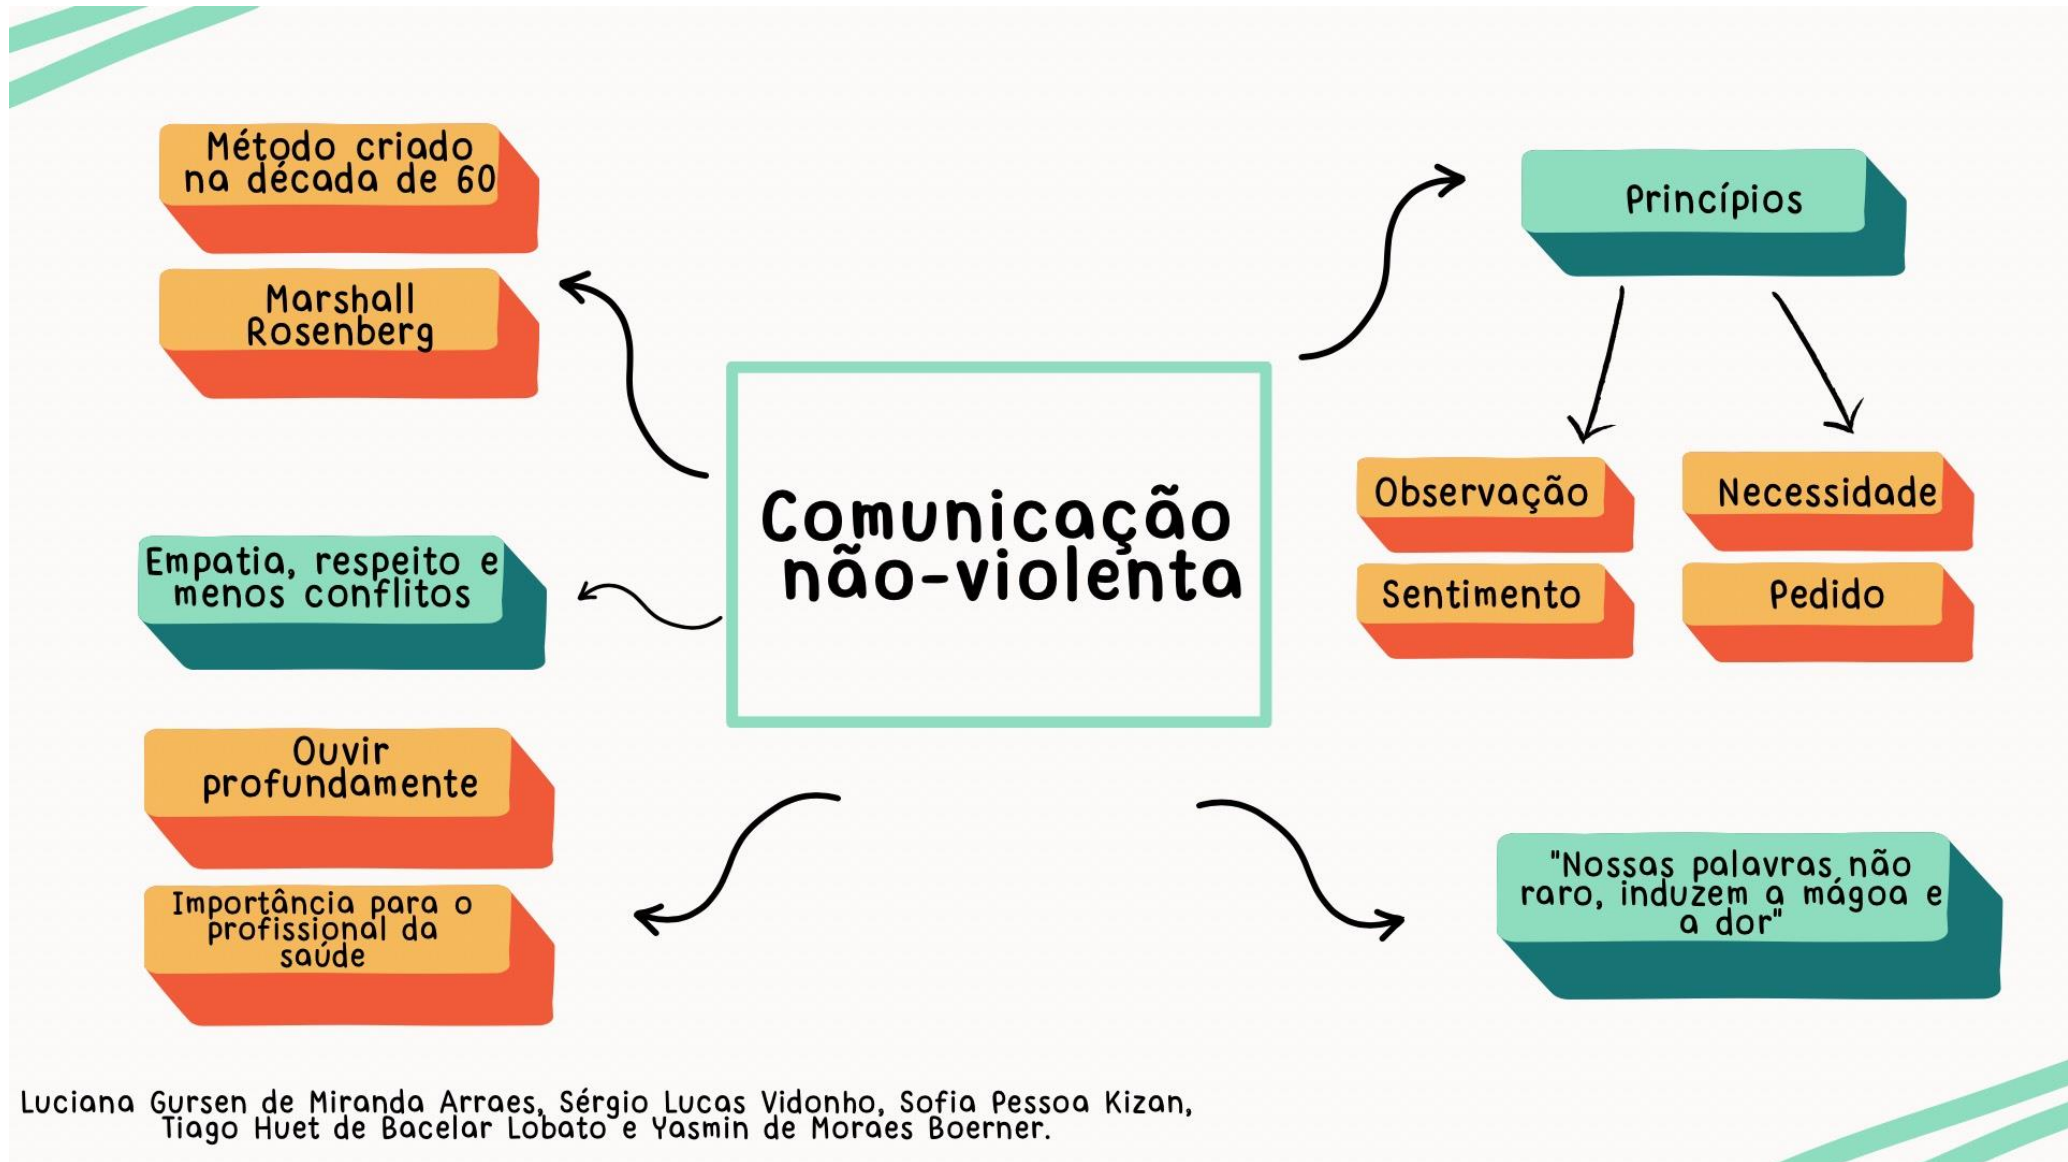 Método criado
na década de 60
Marshall
Rosenberg
Empatia, respeito e
menos conflitos
Ouvir
profundamente
Importância para o
profissional da
saúde
Comunicação
não-violenta
Princípios
Observação
Necessidade
Sentimento
Pedido
"Nossas palavras não
raro, induzem a mágoa e
a dor"
Luciana Gursen de Miranda Arraes, Sérgio Lucas Vidonho, Sofia Pessoa Kizan,
Tiago Huet de Bacelar Lobato e Yasmin de Moraes Boerner.